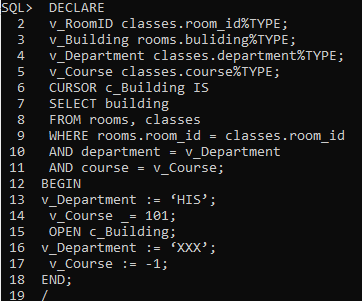 SQL>  DECLARE
  2  v_RoomID classes.room_id%TYPE;
  3  v_Building rooms.buliding%TYPE;
  4  v_Department classes.department%TYPE;
  5  v_Course classes.course%TYPE;
  6  CURSOR c_Building IS
  7  SELECT building
  8  FROM rooms, classes
  9  WHERE rooms.room_id = classes.room_id
 10  AND department = v_Department
 11  AND course = v_Course;
 12  BEGIN
 13  v_Department := ‘HIS’;
 14   v_Course _= 101;
 15   OPEN c_Building;
 16  v_Department := ‘XXX’;
 17   v_Course := -1;
 18  END;
 19  /